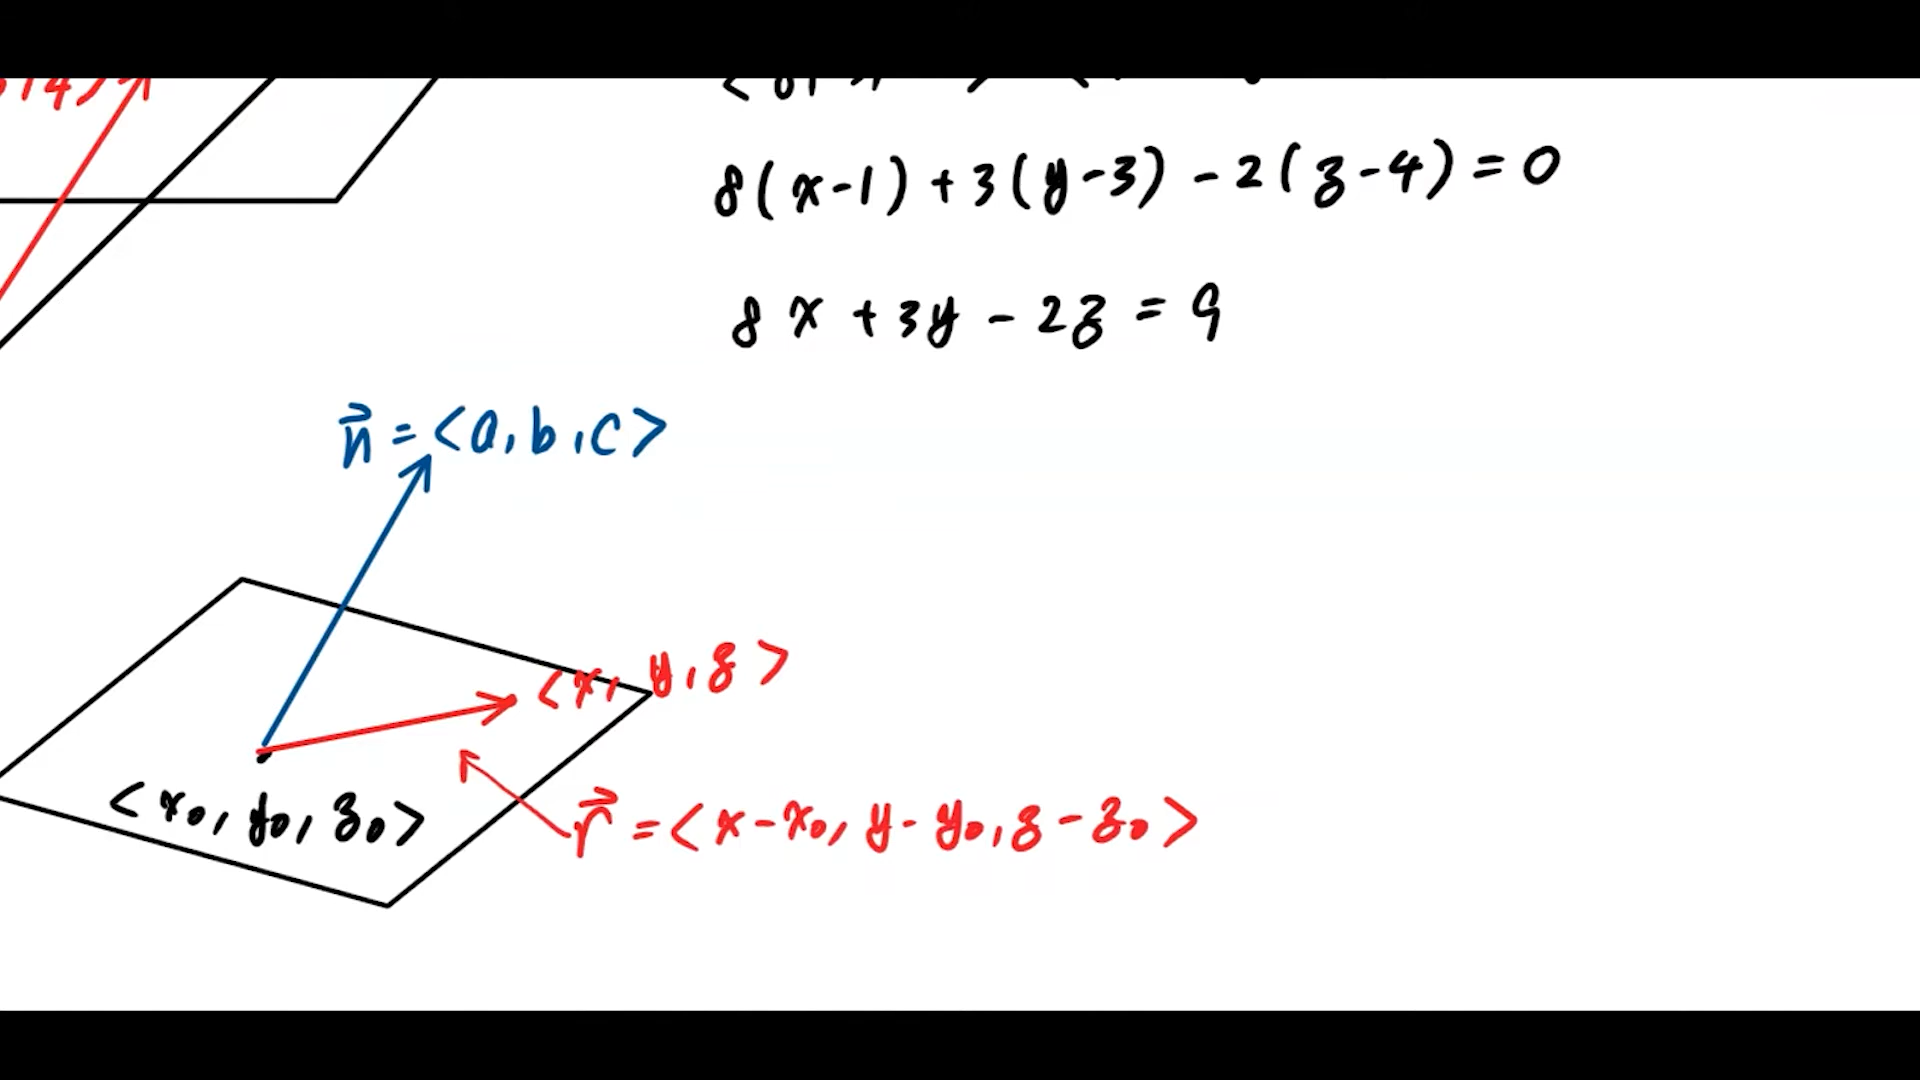 8(x-1)+3(y-3)-2(z-4)=0
8x+3y-2z=9
n⃗=<a,b,c>
<x,y,z>
<x₀,y₀,z₀>
r⃗=<x-x₀,y-y₀,z-z₀>